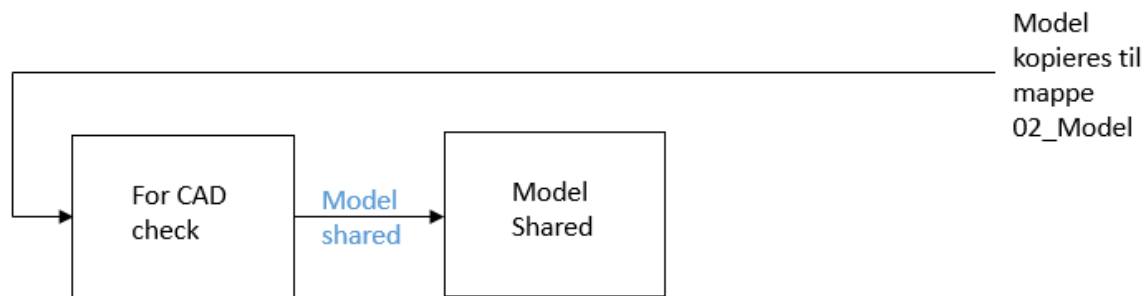 Model
kopieres til
mappe
02_Model
For CAD
check
Model
shared
Model
Shared